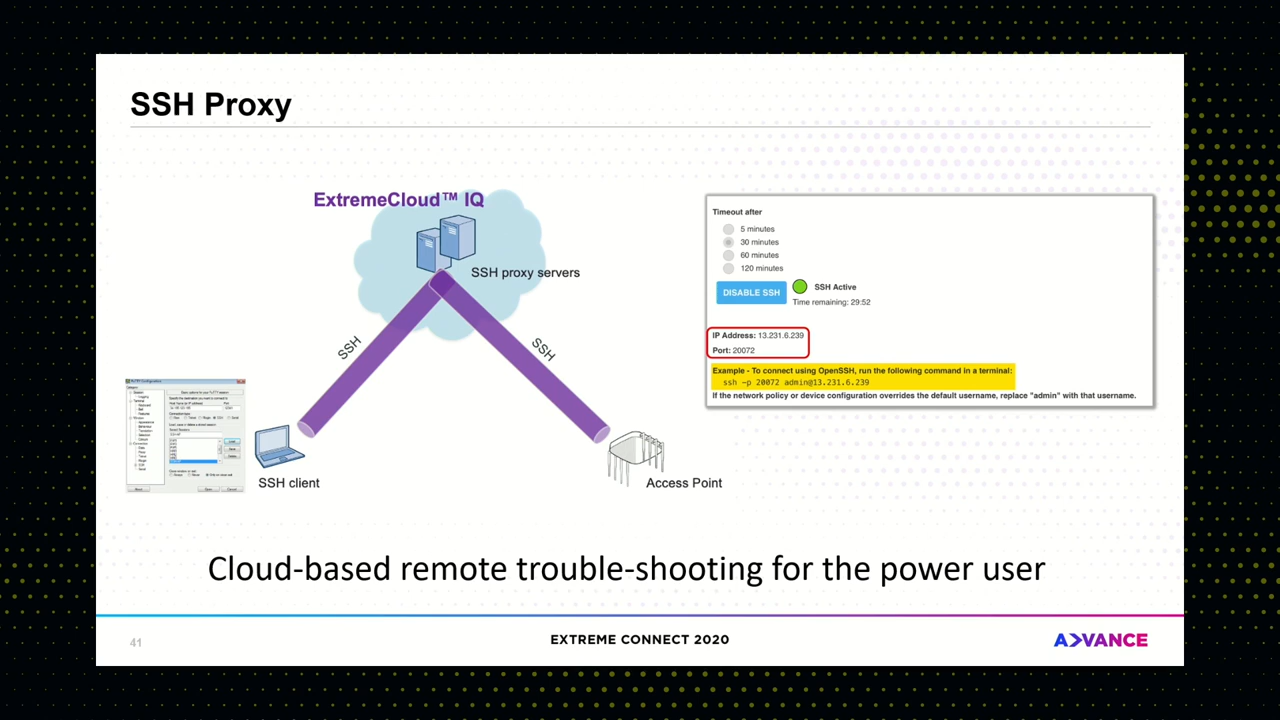 SSH Proxy
ExtremeCloud™ IQ
SSH proxy servers
SSH
SSH
SSH client
Access Point
Timeout after
5 minutes
30 minutes
60 minutes
120 minutes
DISABLE SSH
SSH Active
Time remaining: 29:52
IP Address: 13.231.6.239
Port: 20072
Example - To connect using OpenSSH, run the following command in a terminal:
ssh -p 20072 admin@13.231.6.239
If the network policy or device configuration overrides the default username, replace "admin" with that username.
Cloud-based remote trouble-shooting for the power user
41
EXTREME CONNECT 2020
ADVANCE